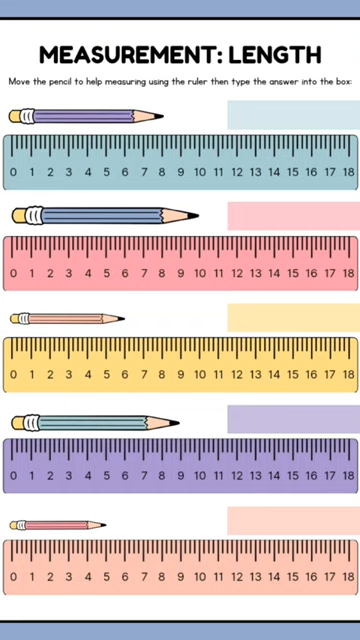 MEASUREMENT: LENGTH
Move the pencil to help measuring using the ruler then type the answer into the box:
0 1 2 3 4 5 6 7 8 9 10 11 12 13 14 15 16 17 18
0 1 2 3 4 5 6 7 8 9 10 11 12 13 14 15 16 17 18
0 1 2 3 4 5 6 7 8 9 10 11 12 13 14 15 16 17 18
0 1 2 3 4 5 6 7 8 9 10 11 12 13 14 15 16 17 18
0 1 2 3 4 5 6 7 8 9 10 11 12 13 14 15 16 17 18